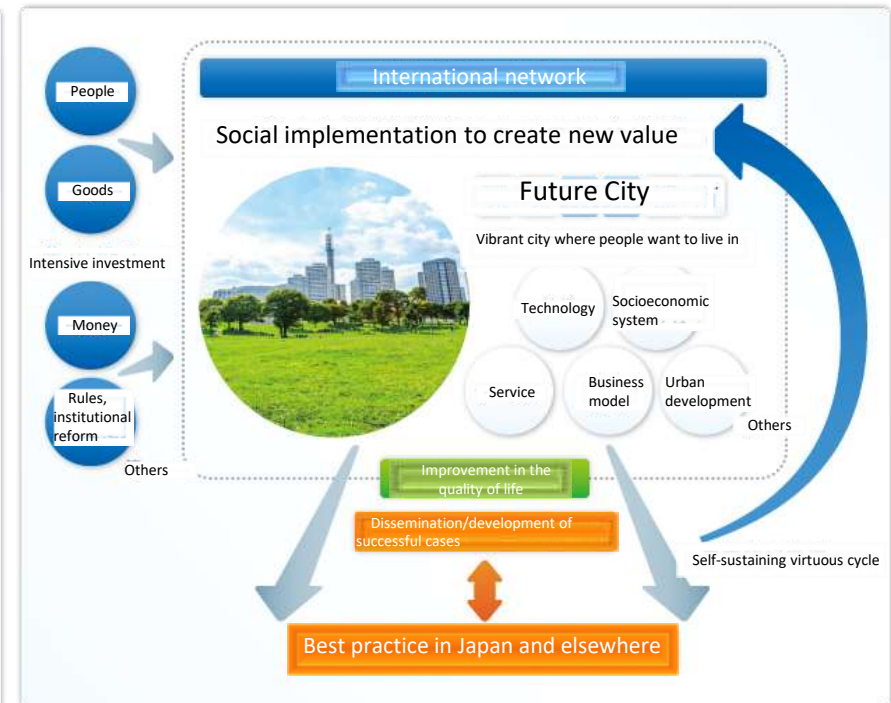 International network
People
Social implementation to create new value
Goods
Future City
Vibrant city where people want to live in
Intensive investment
Technology
Socioeconomic
system
Money
Service
Business
model
Urban
development
Rules,
institutional
reform
Others
Others
Improvement in the
quality of life
Dissemination/development of
successful cases
Self-sustaining virtuous cycle
Best practice in Japan and elsewhere